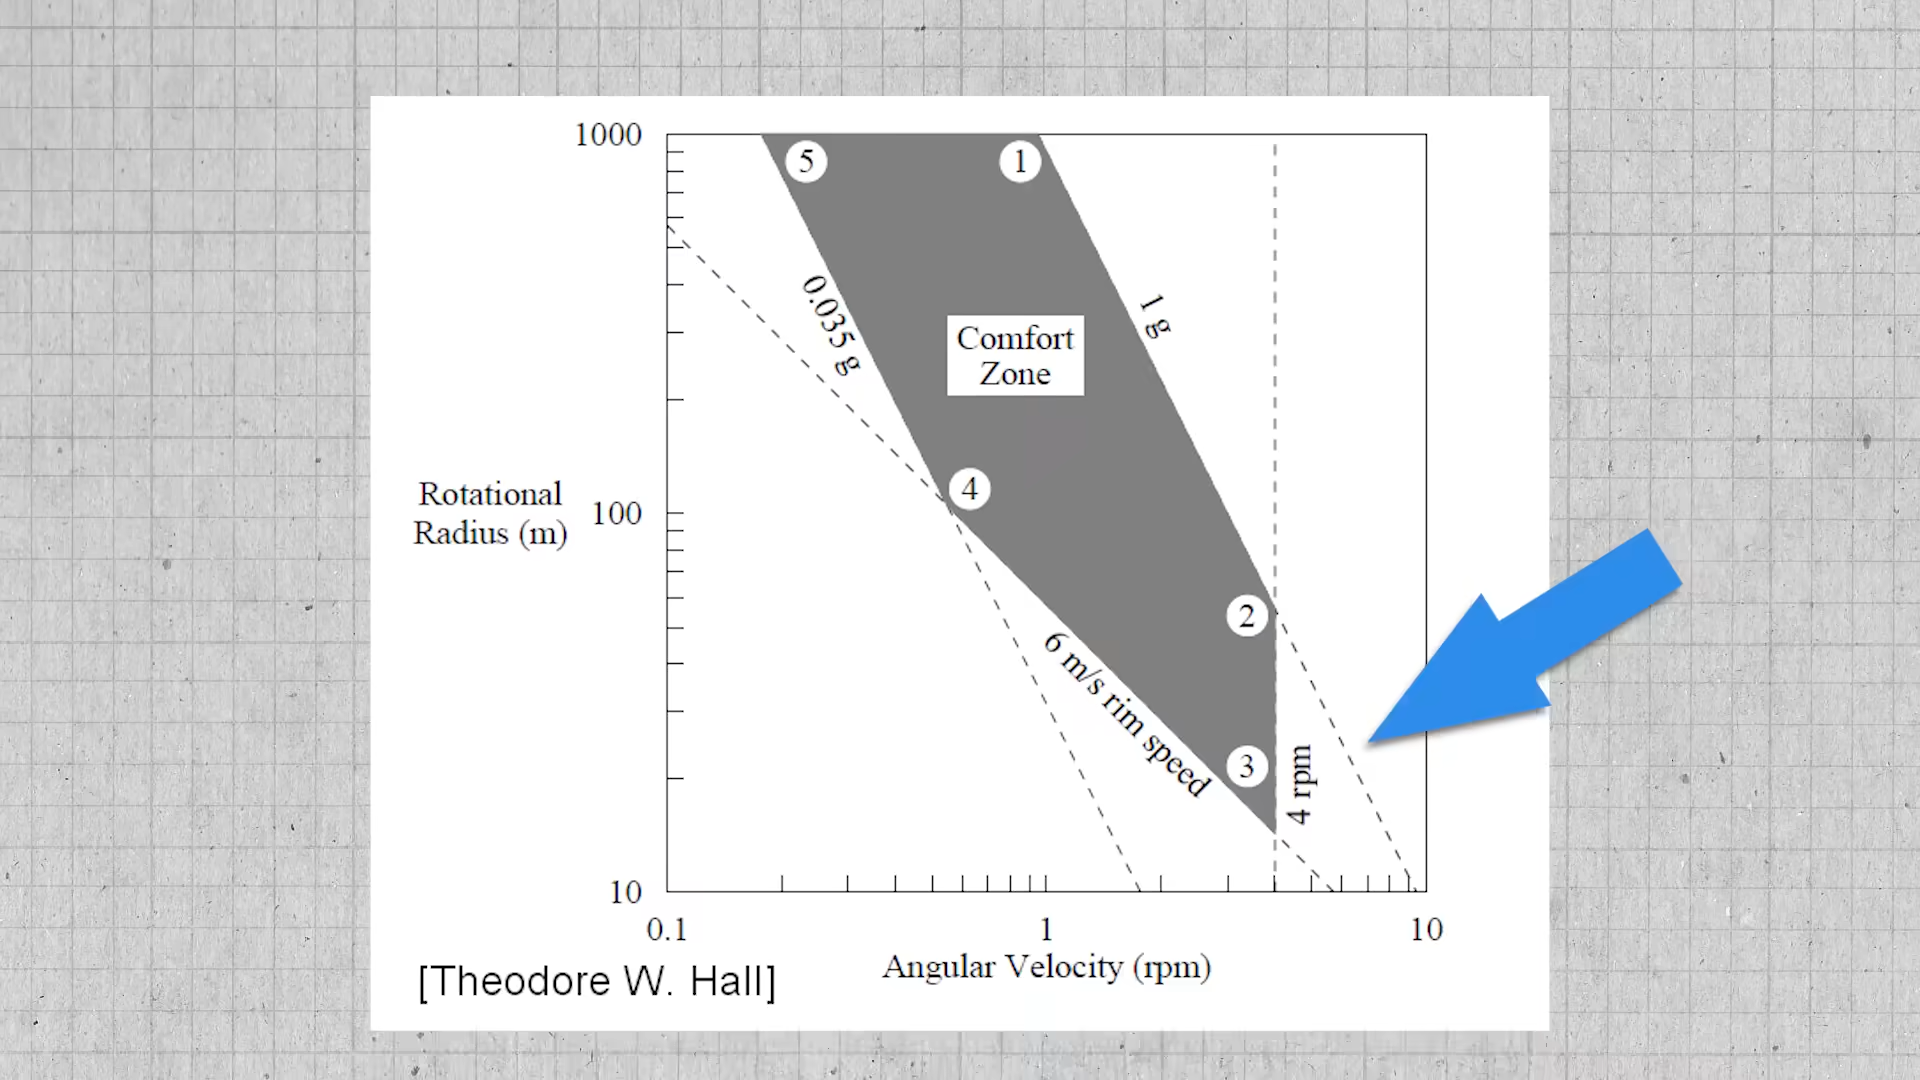 1000
5
1
0.035 g
1 g
Comfort
Zone
4
Rotational
Radius (m)
100
2
6 m/s rim speed
3
4 rpm
10
0.1
1
10
Angular Velocity (rpm)
[Theodore W. Hall]